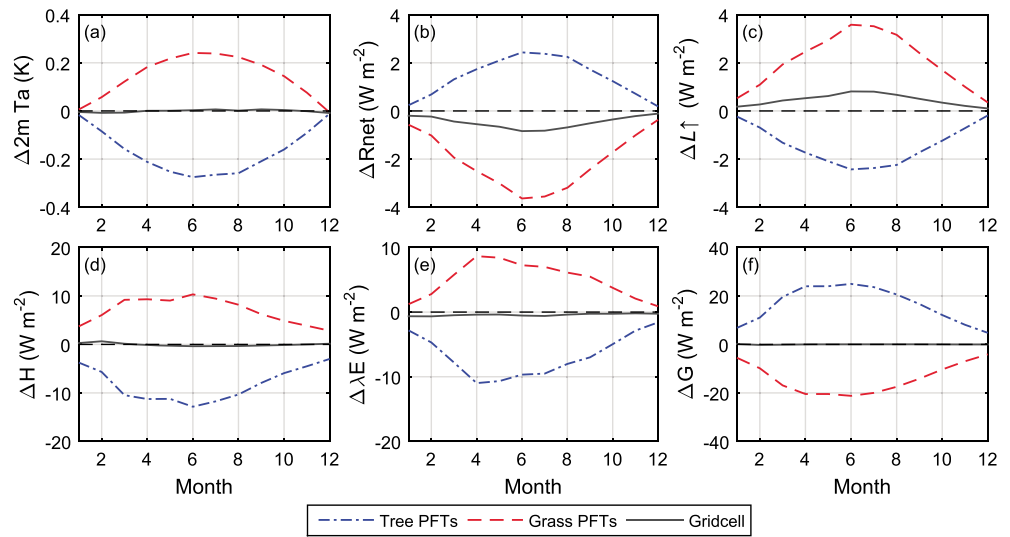 (a)
Δ2m Ta (K)
0.4
0.2
0
-0.2
-0.4
2 4 6 8 10 12
(b)
ΔRnet (W m-2)
4
2
0
-2
-4
2 4 6 8 10 12
(c)
ΔL↑ (W m-2)
4
2
0
-2
-4
2 4 6 8 10 12
(d)
ΔH (W m-2)
20
10
0
-10
-20
2 4 6 8 10 12
Month
(e)
ΔλE (W m-2)
10
0
-10
-20
2 4 6 8 10 12
Month
(f)
ΔG (W m-2)
40
20
0
-20
-40
2 4 6 8 10 12
Month
Tree PFTs Grass PFTs Gridcell